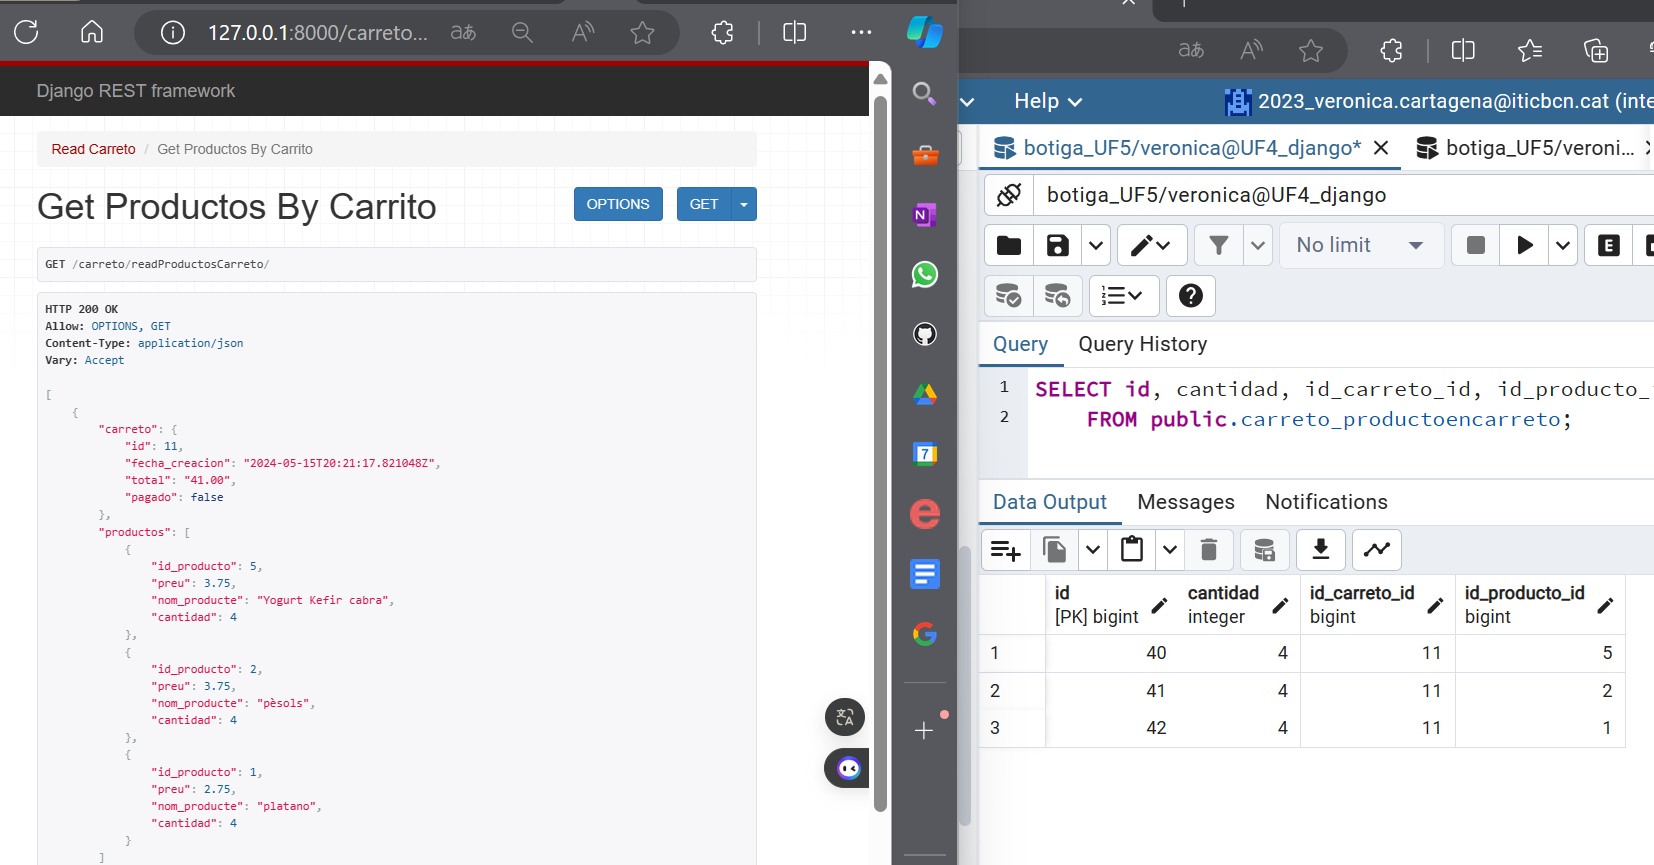 127.0.0.1:8000/carreto...
Django REST framework
Read Carreto / Get Productos By Carrito
Get Productos By Carrito
OPTIONS
GET
GET /carreto/readProductosCarreto/
HTTP 200 OK
Allow: OPTIONS, GET
Content-Type: application/json
Vary: Accept
[
{
"carreto": {
"id": 11,
"fecha_creacion": "2024-05-15T20:21:17.821048Z",
"total": "41.00",
"pagado": false
},
"productos": [
{
"id_producto": 5,
"preu": 3.75,
"nom_producte": "Yogurt Kefir cabra",
"cantidad": 4
},
{
"id_producto": 2,
"preu": 3.75,
"nom_producte": "pèsols",
"cantidad": 4
},
{
"id_producto": 1,
"preu": 2.75,
"nom_producte": "platano",
"cantidad": 4
}
]
Help
2023_veronica.cartagena@iticbcn.cat (inte
botiga_UF5/veronica@UF4_django*
botiga_UF5/veroni...
botiga_UF5/veronica@UF4_django
No limit
E
Query
Query History
1 SELECT id, cantidad, id_carreto_id, id_producto_
2 FROM public.carreto_productoencarreto;
Data Output
Messages
Notifications
id
[PK] bigint
cantidad
integer
id_carreto_id
bigint
id_producto_id
bigint
1 40 4 11 5
2 41 4 11 2
3 42 4 11 1